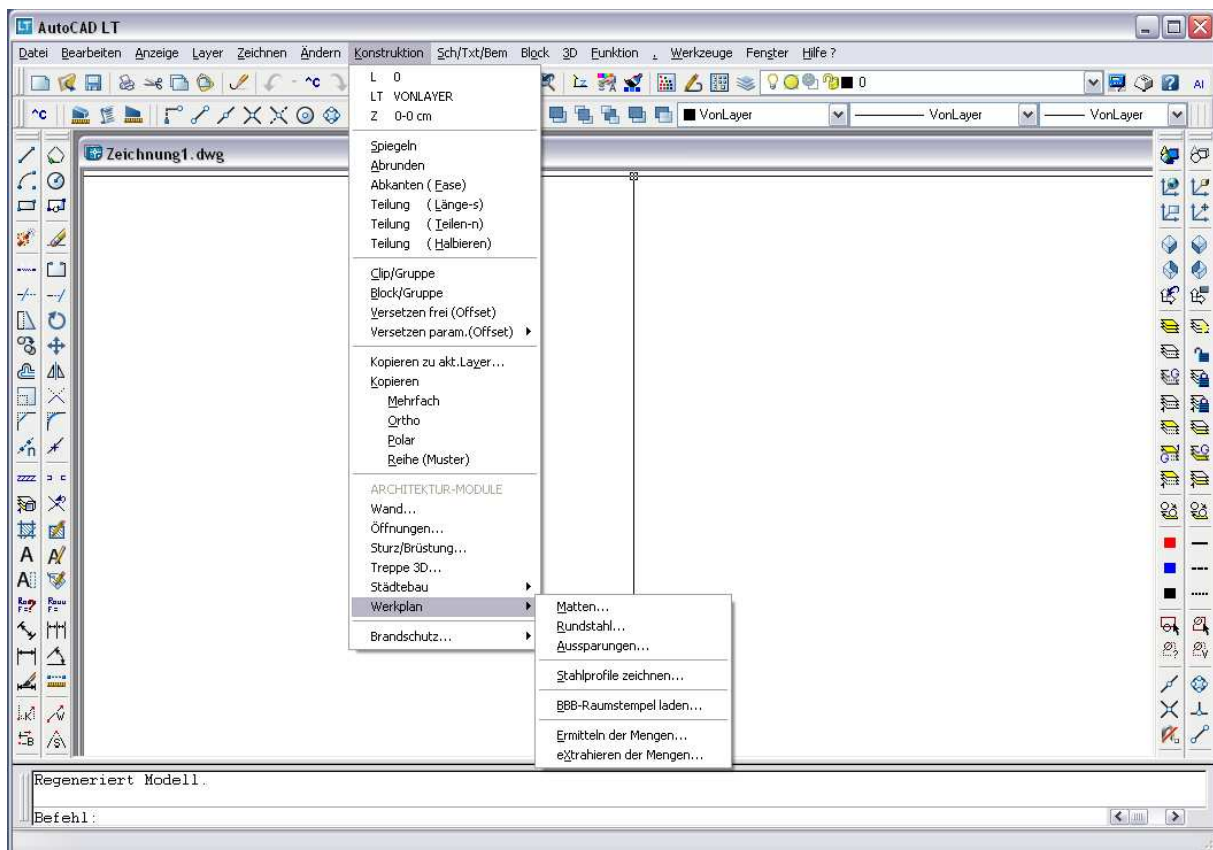 AutoCAD LT
Datei Bearbeiten Anzeige Layer Zeichnen Ändern Konstruktion Sch/Txt/Bem Block 3D Funktion . Werkzeuge Fenster Hilfe ?
^C 0 AI
^C VonLayer VonLayer VonLayer
Zeichnung1.dwg
L 0
LT VONLAYER
Z 0-0 cm
Spiegeln
Abrunden
Abkanten ( Fase)
Teilung ( Länge-s)
Teilung ( Teilen-n)
Teilung ( Halbieren)
Clip/Gruppe
Block/Gruppe
Versetzen frei (Offset)
Versetzen param.(Offset)
Kopieren zu akt.Layer...
Kopieren
Mehrfach
Ortho
Polar
Reihe (Muster)
ARCHITEKTUR-MODULE
Wand...
Öffnungen...
Sturz/Brüstung...
Treppe 3D...
Städtebau
Werkplan
Brandschutz...
Matten...
Rundstahl...
Aussparungen...
Stahlprofile zeichnen...
BBB-Raumstempel laden...
Ermitteln der Mengen...
eXtrahieren der Mengen...
Regeneriert Modell.
Befehl: